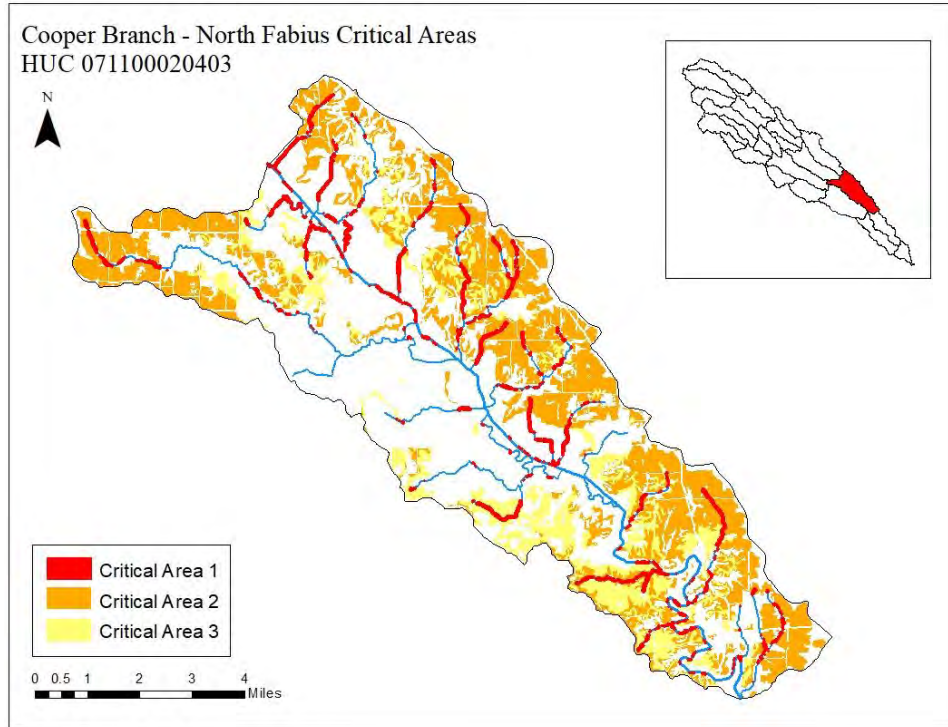 Cooper Branch - North Fabius Critical Areas
HUC 071100020403
N
Critical Area 1
Critical Area 2
Critical Area 3
0 0.5 1 2 3 4
Miles